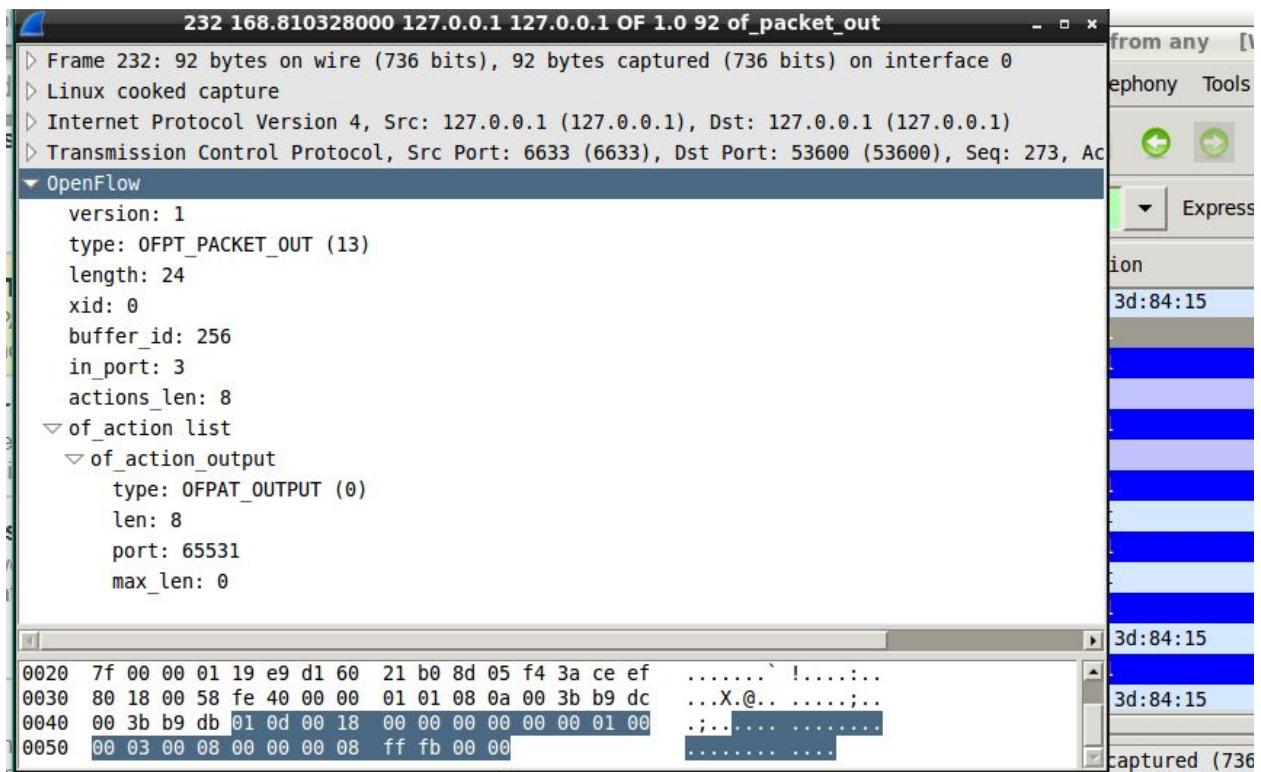 232 168.810328000 127.0.0.1 127.0.0.1 OF 1.0 92 of_packet_out
from any
Frame 232: 92 bytes on wire (736 bits), 92 bytes captured (736 bits) on interface 0
Linux cooked capture
ephony Tools
Internet Protocol Version 4, Src: 127.0.0.1 (127.0.0.1), Dst: 127.0.0.1 (127.0.0.1)
Transmission Control Protocol, Src Port: 6633 (6633), Dst Port: 53600 (53600), Seq: 273, Ac
OpenFlow
version: 1
Express
type: OFPT_PACKET_OUT (13)
length: 24
ion
xid: 0
3d:84:15
buffer_id: 256
in_port: 3
actions_len: 8
of_action list
of_action_output
type: OFPAT_OUTPUT (0)
len: 8
port: 65531
max_len: 0
3d:84:15
0020 7f 00 00 01 19 e9 d1 60 21 b0 8d 05 f4 3a ce ef .......` !....:..
0030 80 18 00 58 fe 40 00 00 01 01 08 0a 00 3b b9 dc ...X.@.. .....;..
0040 00 3b b9 db 01 0d 00 18 00 00 00 00 00 00 01 00 .;...... ........
3d:84:15
0050 00 03 00 08 00 00 00 08 ff fb 00 00 ........ ....
captured (736